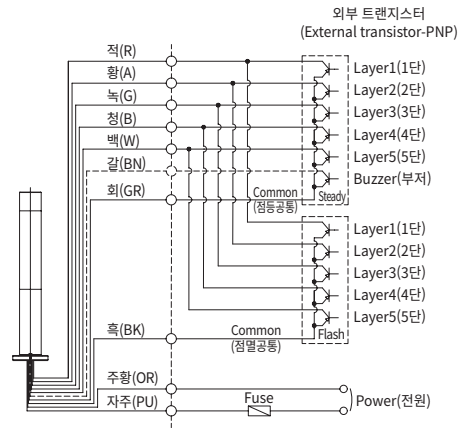 외부 트랜지스터
(External transistor-PNP)
적(R)
황(A)
녹(G)
청(B)
백(W)
갈(BN)
회(GR)
Layer1(1단)
Layer2(2단)
Layer3(3단)
Layer4(4단)
Layer5(5단)
Buzzer(부저)
Common
(점등공통)
Steady
Layer1(1단)
Layer2(2단)
Layer3(3단)
Layer4(4단)
Layer5(5단)
흑(BK)
Common
(점멸공통)
Flash
주황(OR)
자주(PU)
Fuse
Power(전원)